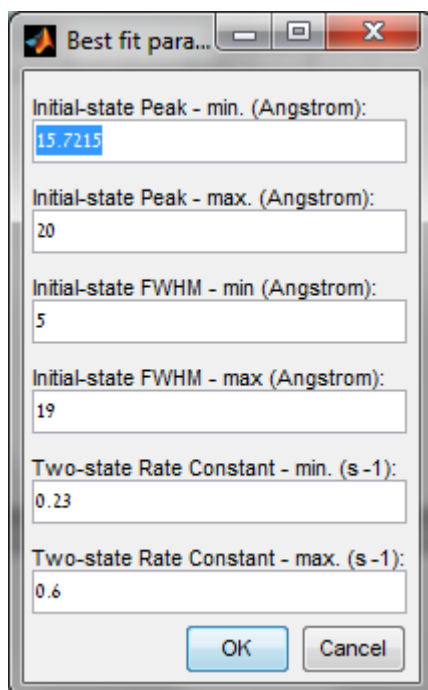 Best fit para...
Initial-state Peak - min. (Angstrom):
15.7215
Initial-state Peak - max. (Angstrom):
20
Initial-state FWHM - min (Angstrom):
5
Initial-state FWHM - max (Angstrom):
19
Two-state Rate Constant - min. (s-1):
0.23
Two-state Rate Constant - max. (s-1):
0.6
OK Cancel